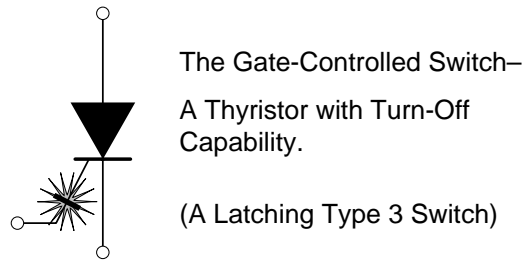 The Gate-Controlled Switch–
A Thyristor with Turn-Off
Capability.
(A Latching Type 3 Switch)